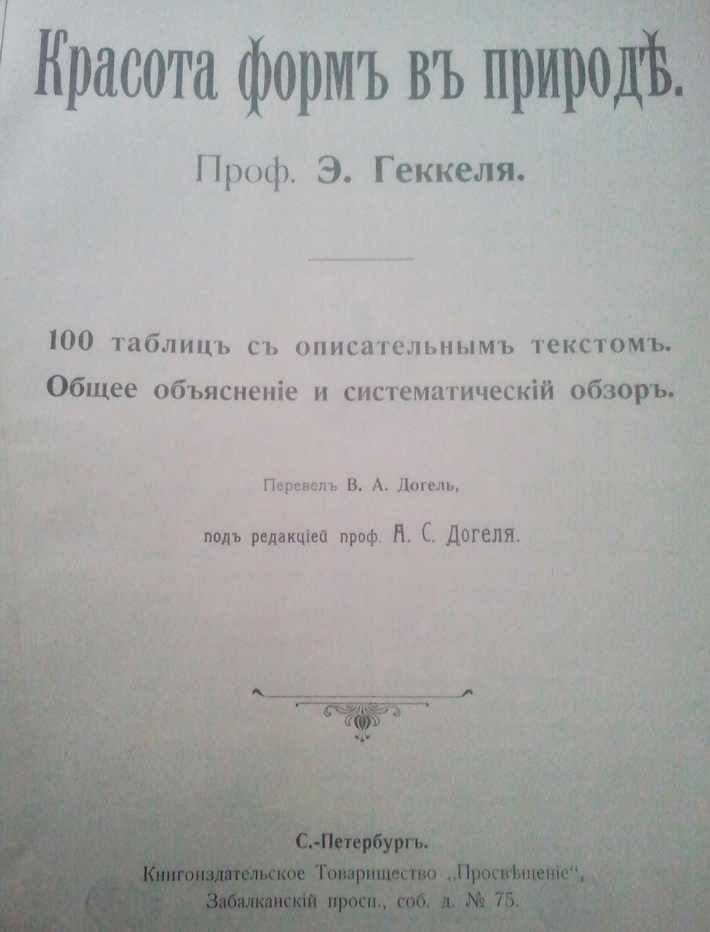 Красота формъ въ природѣ.
Проф. Э. Геккеля.
100 таблицъ съ описательнымъ текстомъ.
Общее объясненіе и систематическій обзоръ.
Перевелъ В. А. Догель,
подъ редакціей проф. А. С. Догеля.
С.-Петербургъ.
Книгоиздательское Товарищество „Просвѣщеніе“,
Забалканскій просп., соб. д. № 75.